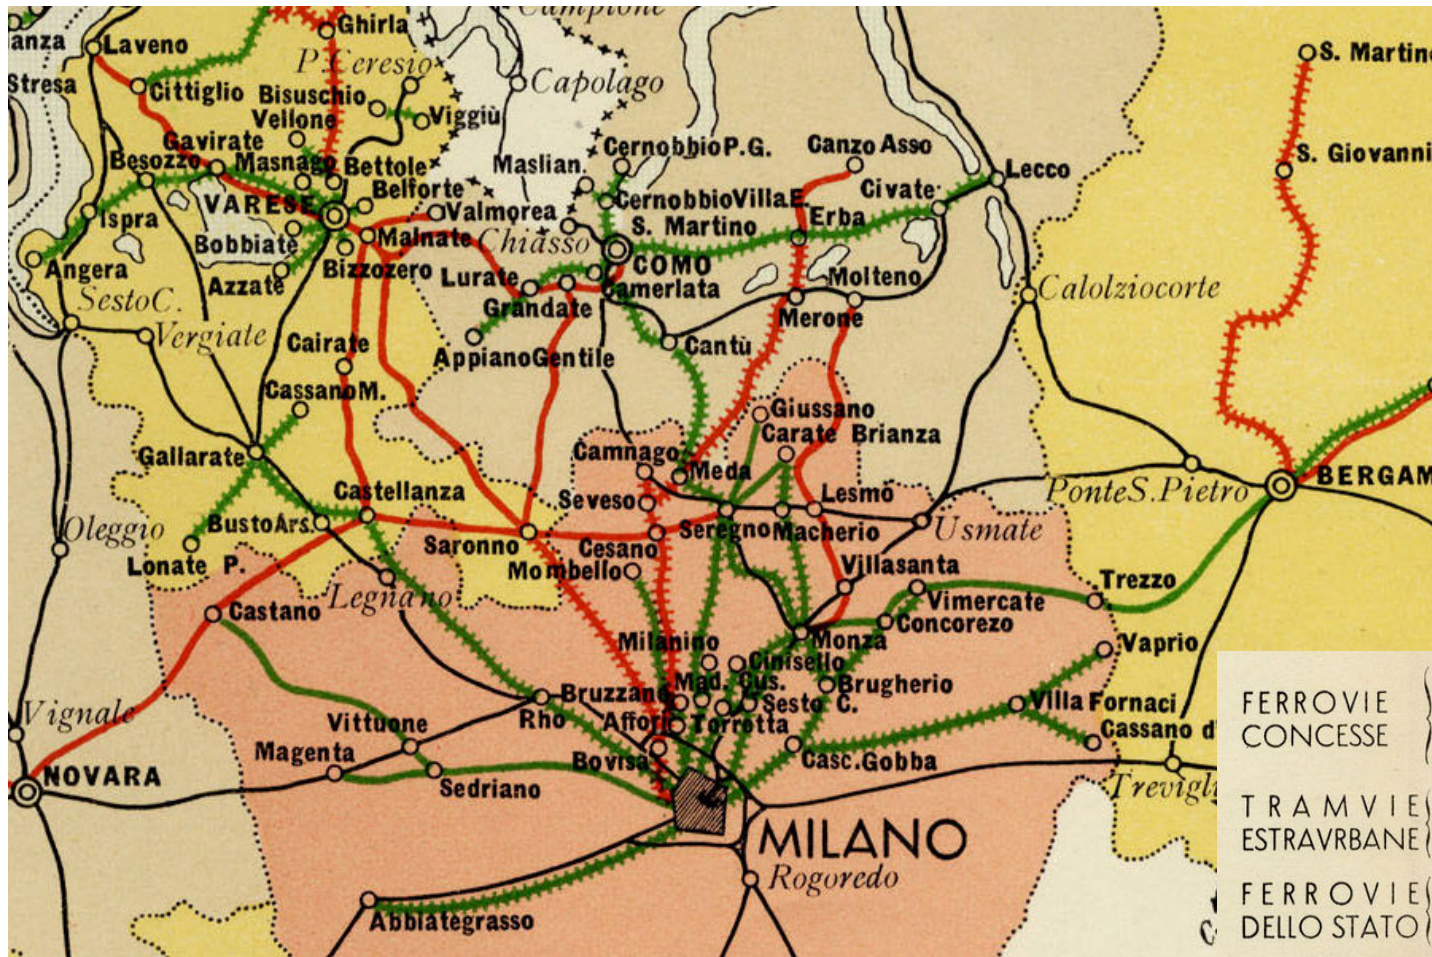 Campione
anza
Laveno
Ghirla
Stresa
P. Ceresio
Capolago
S. Martino
Cittiglio
Bisuschio
Viggiù
Vellone
Gavirate
Besozzo
Masnago
Bettole
Maslian.
Cernobbio P.G.
Canzo Asso
S. Giovanni
Lecco
Belforte
Civate
VARESE
Cernobbio Villa E.
Ispra
Valmorea
S. Martino
Erba
Bobbiate
Malnate
Chiasso
Angera
Azzate
Bizzozero
Lurate
COMO
Molteno
Sesto C.
Camerlata
Calolziocorte
Grandate
Merone
Vergiate
Cairate
Appiano Gentile
Cantù
Cassano M.
Giussano
Gallarate
Camnago
Carate Brianza
Meda
BERGAM
Castellanza
Seveso
Lesmo
Ponte S. Pietro
Oleggio
Busto Ars.
Saronno
Cesano
Seregno
Macherio
Usmate
Lonate P.
Mombello
Villasanta
Trezzo
Castano
Legnano
Vimercate
Concorezo
Milanino
Monza
Vaprio
Cinisello
Mad. Cus.
Brugherio
Bruzzano
Sesto C.
Villa Fornaci
Vignale
Vittuone
Rho
Affori
Torretta
Cassano d'
Magenta
Bovisa
Casc. Gobba
NOVARA
Sedriano
Trevigli
MILANO
Rogoredo
Abbiategrasso
FERROVIE
CONCESSE
TRAMVIE
ESTRAVRBANE
FERROVIE
DELLO STATO